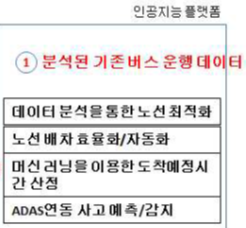 인공지능 플랫폼
① 분석된 기존버스 운행 데이터
데이터 분석을 통한 노선 최적화
노선 배차 효율화/자동화
머신 러닝을 이용한 도착예정시
간 산정
ADAS연동 사고 예측/감지